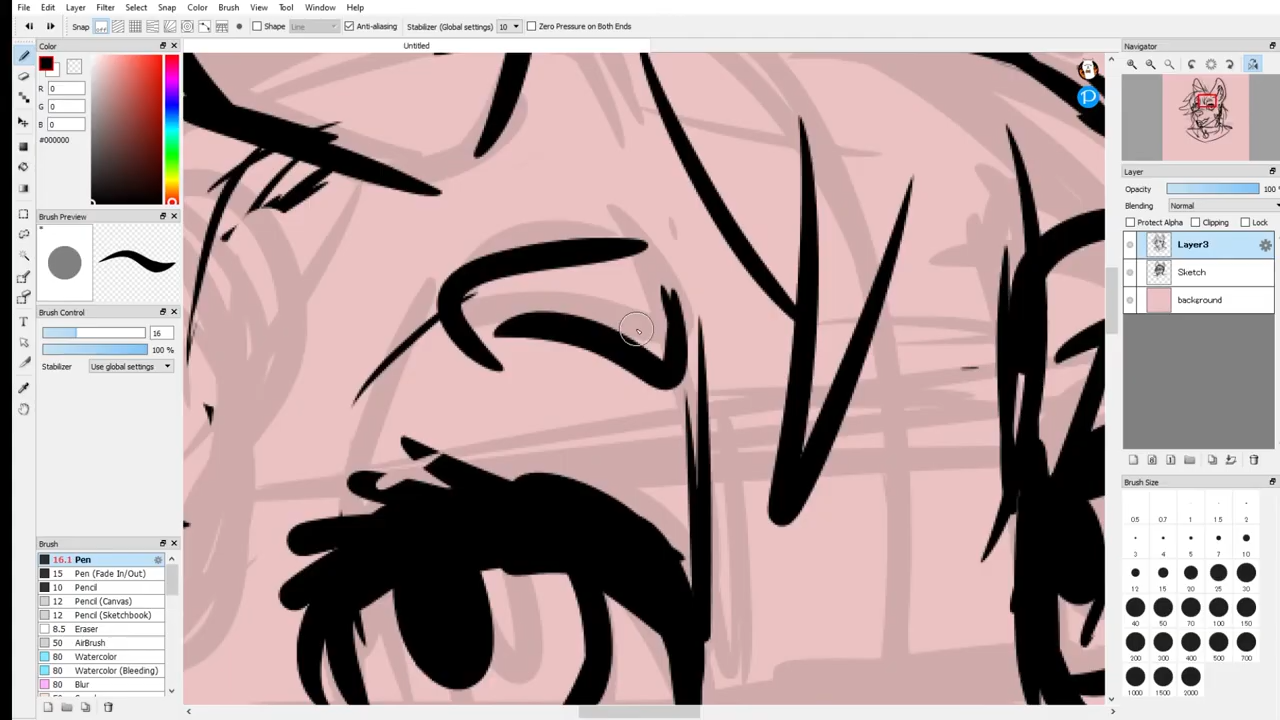 File Edit Layer Filter Select Snap Color Brush View Tool Window Help
Snap off Shape Line Anti-aliasing Stabilizer (Global settings) 10 Zero Pressure on Both Ends
Untitled
Color
R 0
G 0
B 0
#000000
Brush Preview
Brush Control
16
100 %
Stabilizer Use global settings
Brush
16.1 Pen
15 Pen (Fade In/Out)
10 Pencil
12 Pencil (Canvas)
12 Pencil (Sketchbook)
8.5 Eraser
50 AirBrush
80 Watercolor
80 Watercolor (Bleeding)
80 Blur
Navigator
Layer
Opacity 100
Blending Normal
Protect Alpha Clipping Lock
Layer3
Sketch
background
Brush Size
0.5 0.7 1 1.5 2
3 4 5 7 10
12 15 20 25 30
40 50 70 100 150
200 300 400 500 700
1000 1500 2000